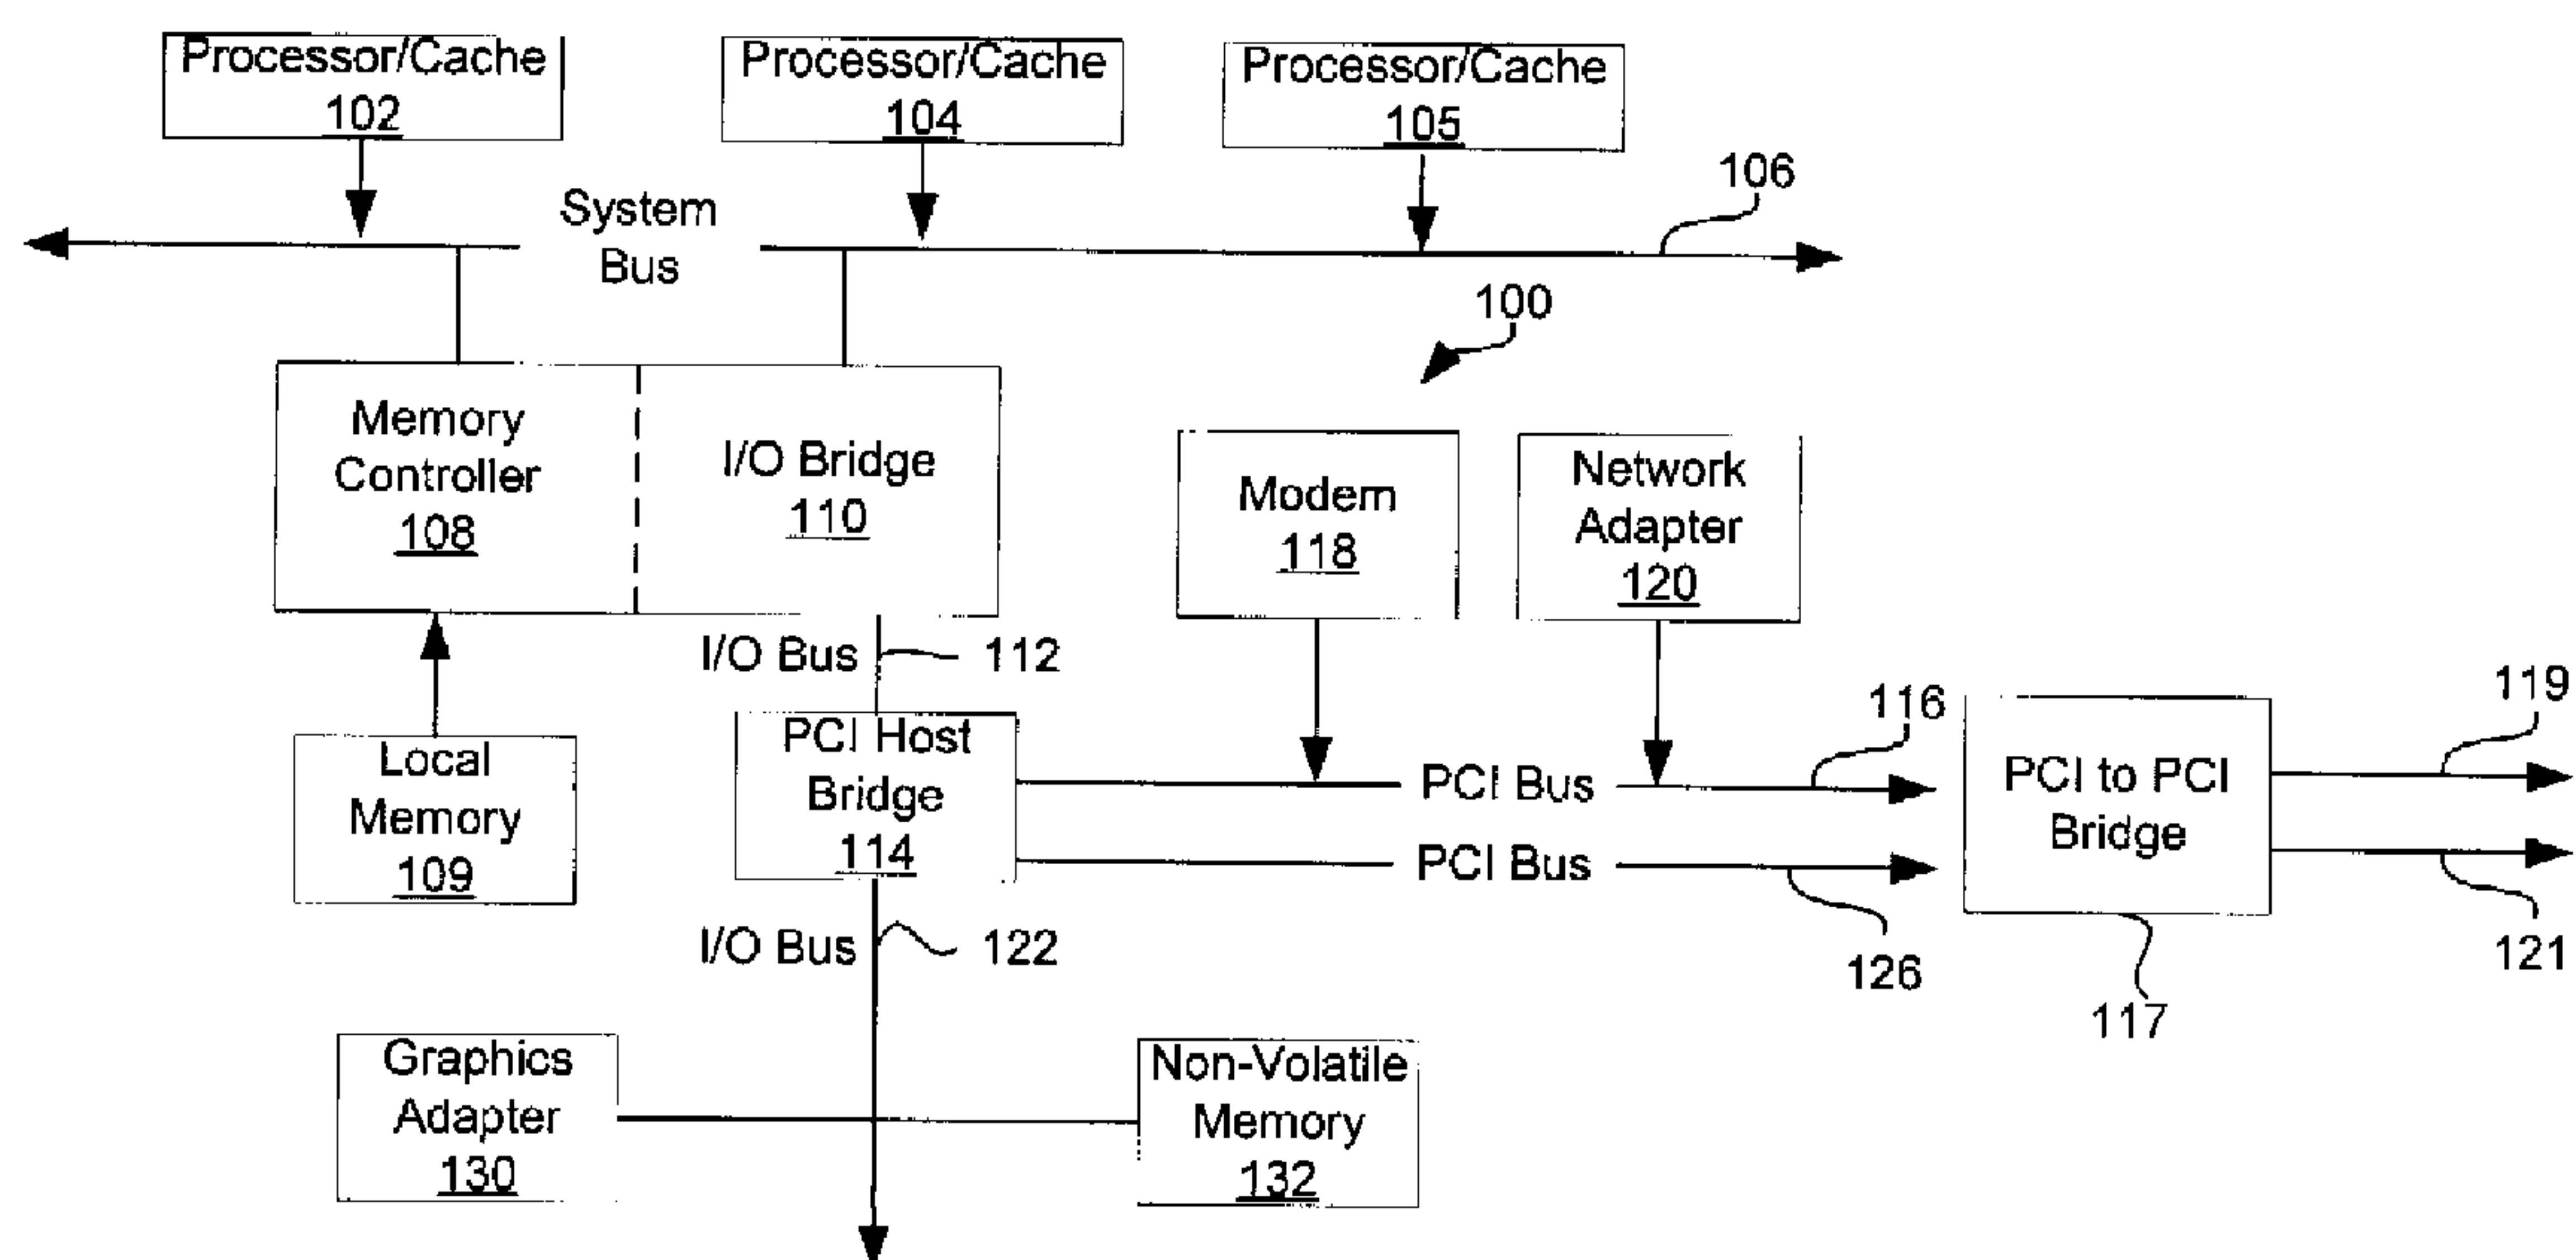 Processor/Cache
102
Processor/Cache
104
Processor/Cache
105
106
System
Bus
100
Memory
Controller
108
I/O Bridge
110
Modem
118
Network
Adapter
120
I/O Bus
112
119
116
PCI Host
Bridge
114
Local
Memory
109
PCI Bus
PCI to PCI
Bridge
PCI Bus
I/O Bus
122
126
121
117
Graphics
Adapter
130
Non-Volatile
Memory
132